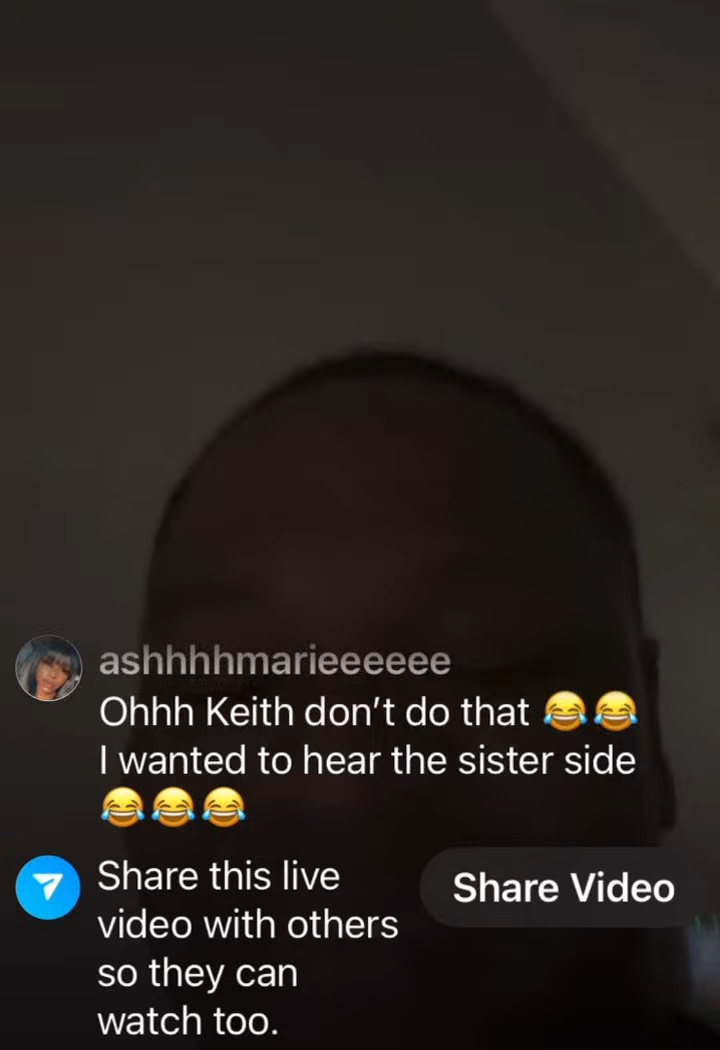 ashhhhmarieeeeee
Ohhh Keith don’t do that 😂😂
I wanted to hear the sister side
😂😂😂
Share this live
video with others
so they can
watch too.
Share Video